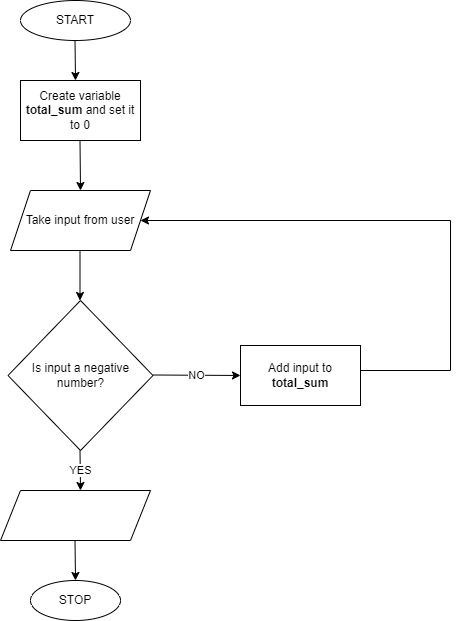 START
Create variable
total_sum and set it
to 0
Take input from user
Is input a negative
number?
NO
Add input to
total_sum
YES
STOP